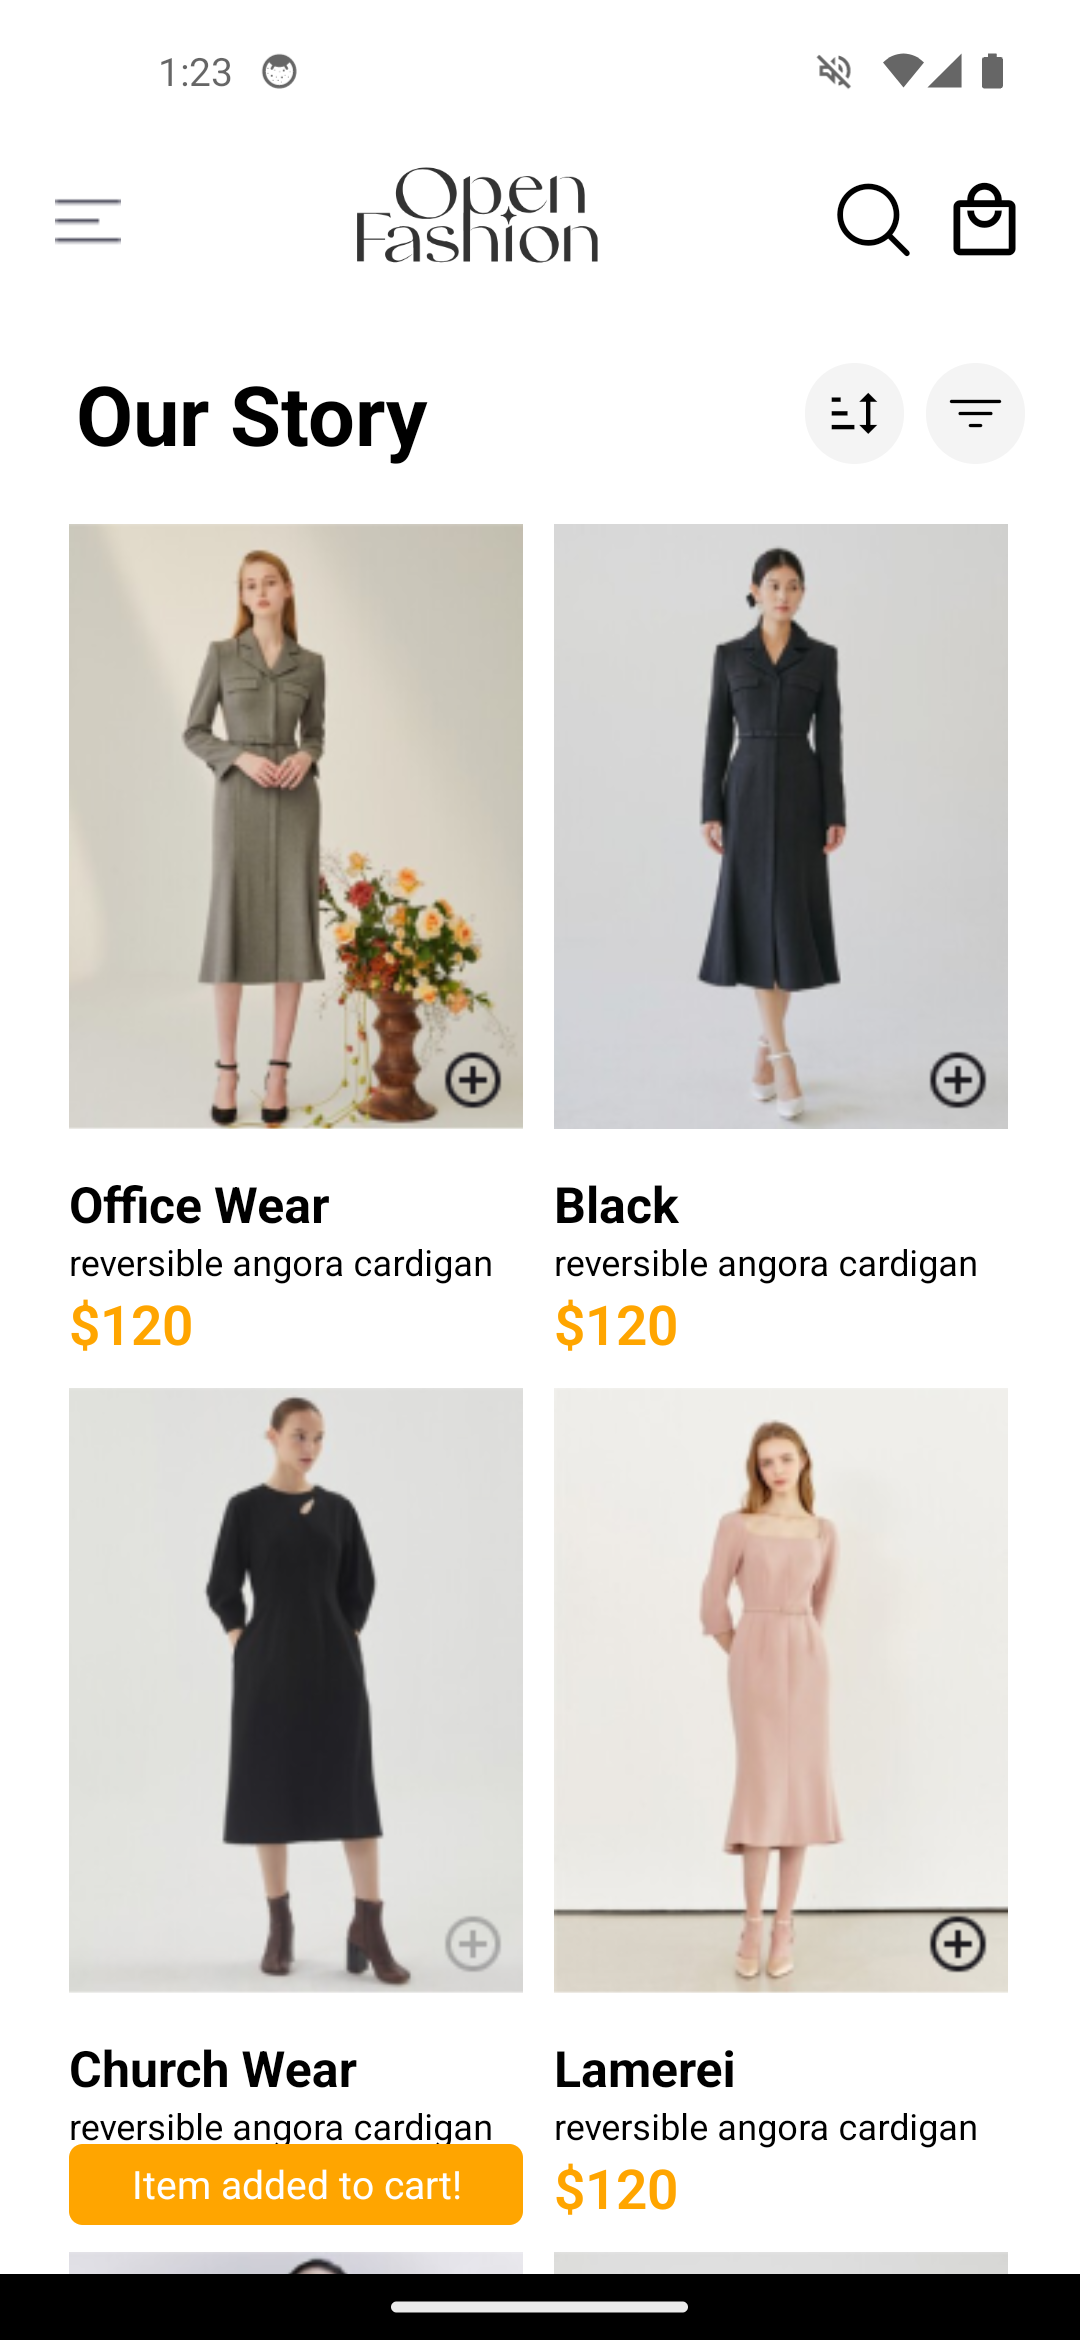 1:23
Open
Fashion
Our Story
Office Wear
reversible angora cardigan
$120
Black
reversible angora cardigan
$120
Church Wear
reversible angora cardigan
Item added to cart!
Lamerei
reversible angora cardigan
$120